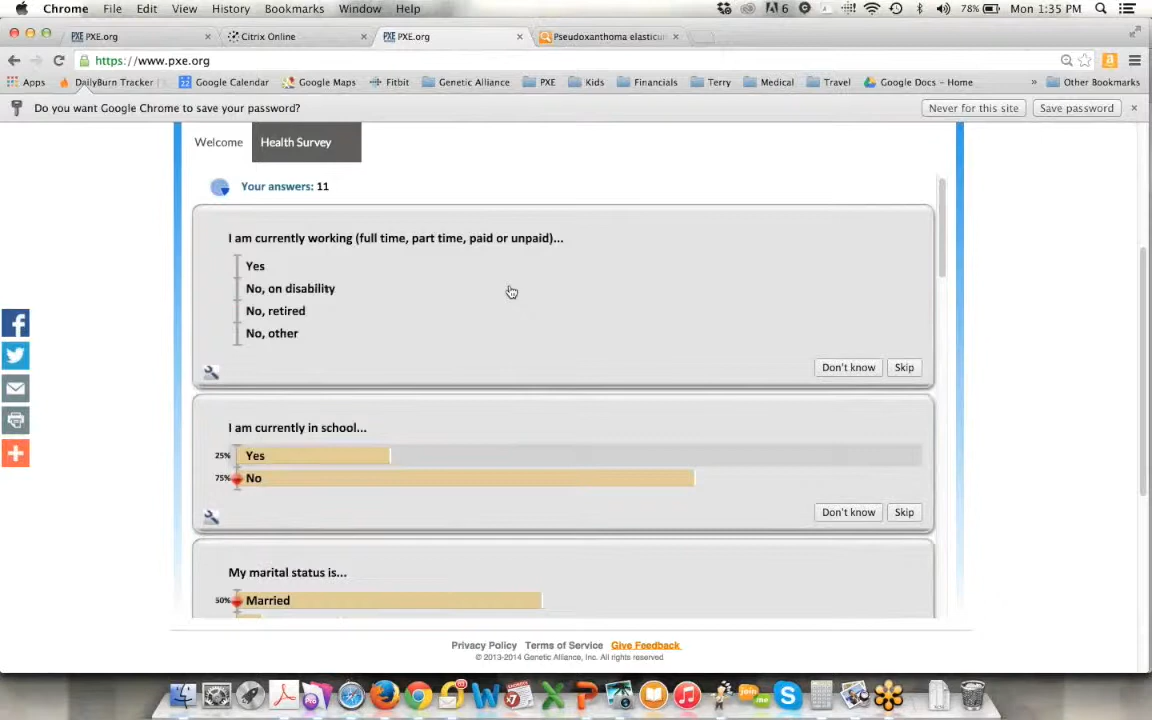 Chrome File Edit View History Bookmarks Window Help 6 78% Mon 1:35 PM
PXE PXE.org × Citrix Online × PXE PXE.org × Pseudoxanthoma elasticu ×
https://www.pxe.org
Apps DailyBurn Tracker 22 Google Calendar Google Maps Fitbit Genetic Alliance PXE Kids Financials Terry Medical Travel Google Docs - Home » Other Bookmarks
Do you want Google Chrome to save your password? Never for this site Save password ×
Welcome Health Survey
Your answers: 11
I am currently working (full time, part time, paid or unpaid)...
Yes
No, on disability
No, retired
No, other
Don't know Skip
I am currently in school...
25% Yes
75% No
Don't know Skip
My marital status is...
50% Married
Privacy Policy Terms of Service Give Feedback
© 2013-2014 Genetic Alliance, Inc. All rights reserved